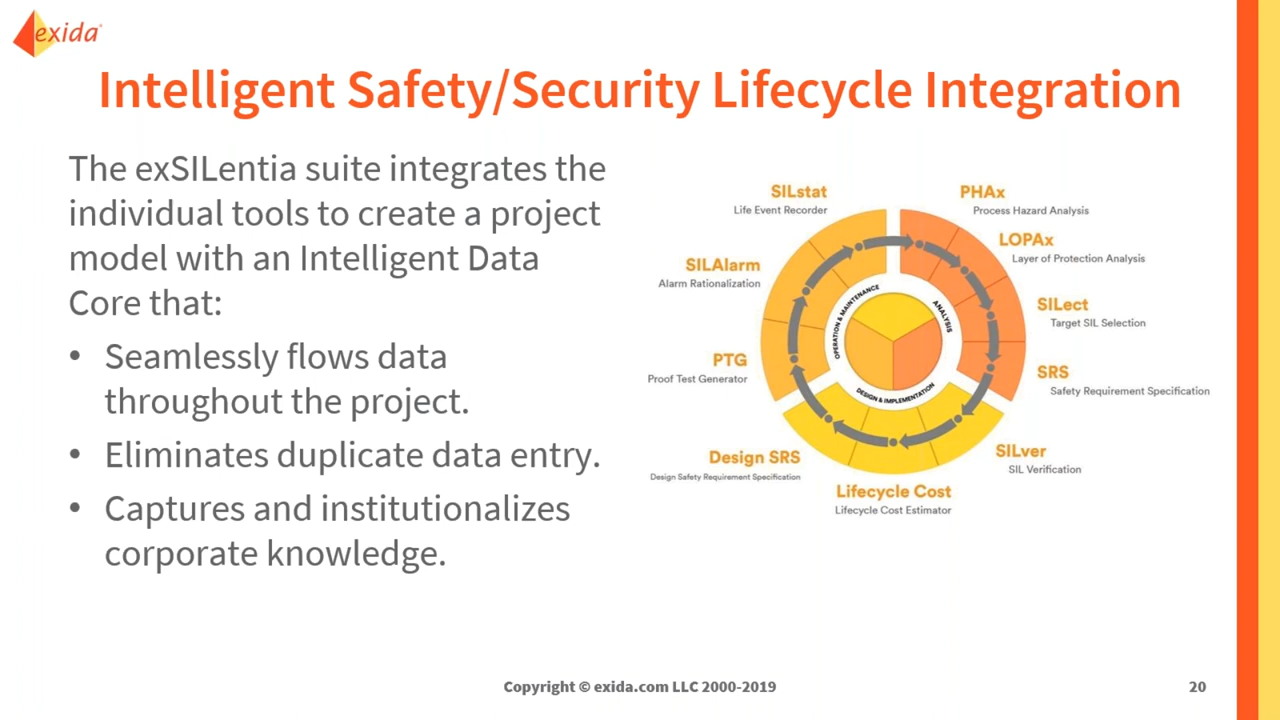 exida
Intelligent Safety/Security Lifecycle Integration
The exSILentia suite integrates the
individual tools to create a project
model with an Intelligent Data
Core that:
• Seamlessly flows data
throughout the project.
• Eliminates duplicate data entry.
• Captures and institutionalizes
corporate knowledge.
SILstat
Life Event Recorder
PHAx
Process Hazard Analysis
LOPAx
Layer of Protection Analysis
SILAlarm
Alarm Rationalization
SILect
Target SIL Selection
PTG
Proof Test Generator
SRS
Safety Requirement Specification
OPERATION & MAINTENANCE
ANALYSIS
DESIGN & IMPLEMENTATION
Design SRS
Design Safety Requirement Specification
SILver
SIL Verification
Lifecycle Cost
Lifecycle Cost Estimator
Copyright © exida.com LLC 2000-2019
20